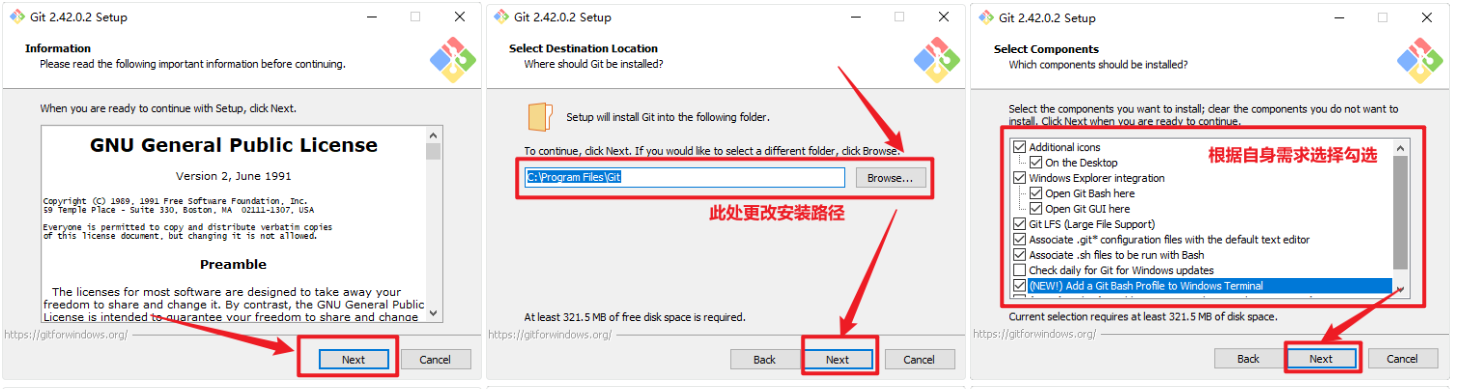 Git 2.42.0.2 Setup
Information
Please read the following important information before continuing.
When you are ready to continue with Setup, click Next.
GNU General Public License
Version 2, June 1991
Copyright (C) 1989, 1991 Free Software Foundation, Inc.
59 Temple Place - Suite 330, Boston, MA  02111-1307, USA
Everyone is permitted to copy and distribute verbatim copies
of this license document, but changing it is not allowed.
Preamble
The licenses for most software are designed to take away your
freedom to share and change it. By contrast, the GNU General Public
License is intended to guarantee your freedom to share and change
https://gitforwindows.org/
Next
Cancel
Git 2.42.0.2 Setup
Select Destination Location
Where should Git be installed?
Setup will install Git into the following folder.
To continue, click Next. If you would like to select a different folder, click Browse.
C:\Program Files\Git
Browse...
此处更改安装路径
At least 321.5 MB of free disk space is required.
https://gitforwindows.org/
Back
Next
Cancel
Git 2.42.0.2 Setup
Select Components
Which components should be installed?
Select the components you want to install; clear the components you do not want to
install. Click Next when you are ready to continue.
Additional icons
根据自身需求选择勾选
On the Desktop
Windows Explorer integration
Open Git Bash here
Open Git GUI here
Git LFS (Large File Support)
Associate .git* configuration files with the default text editor
Associate .sh files to be run with Bash
Check daily for Git for Windows updates
(NEW!) Add a Git Bash Profile to Windows Terminal
Current selection requires at least 321.5 MB of disk space.
https://gitforwindows.org/
Back
Next
Cancel